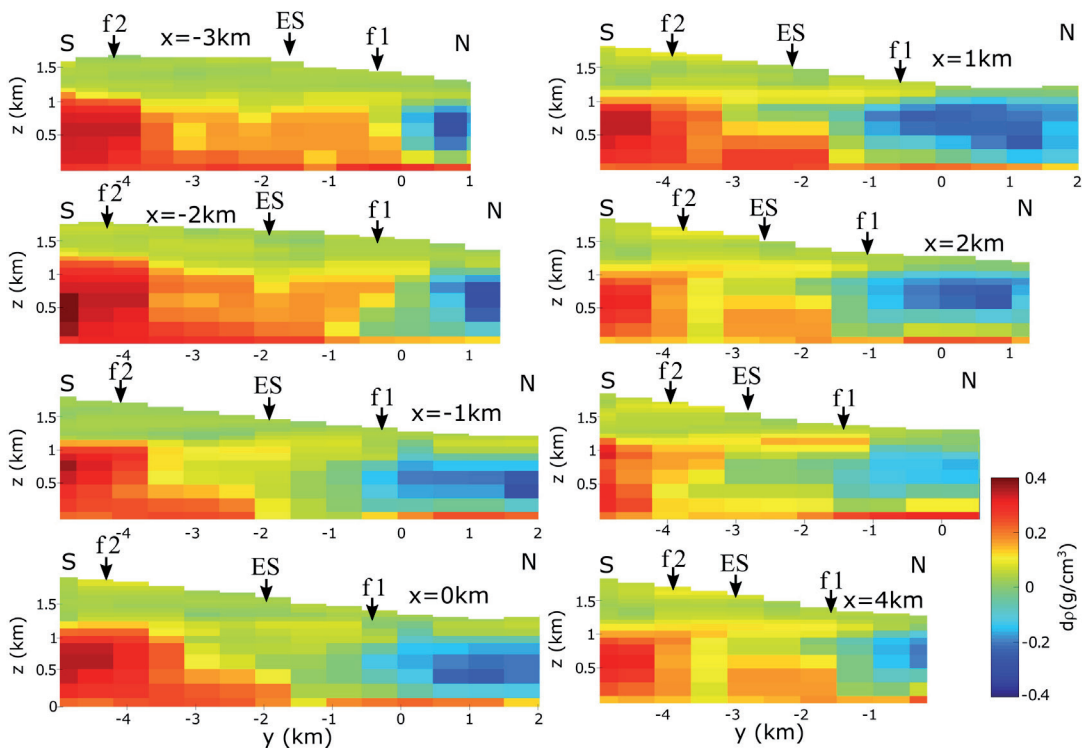 S f2 x=-3km ES f1 N
z (km)
1.5
1
0.5
-4 -3 -2 -1 0 1
S f2 x=-2km ES f1 N
z (km)
1.5
1
0.5
-4 -3 -2 -1 0 1
S f2 ES f1 N
x=-1km
z (km)
1.5
1
0.5
-4 -3 -2 -1 0 1 2
S f2 ES f1 N
x=0km
z (km)
1.5
1
0.5
0
-4 -3 -2 -1 0 1 2
y (km)
S f2 ES f1 x=1km N
z (km)
1.5
1
0.5
-4 -3 -2 -1 0 1 2
S f2 ES f1 x=2km N
z (km)
1.5
1
0.5
-4 -3 -2 -1 0 1
S f2 ES f1 N
z (km)
1.5
1
0.5
-4 -3 -2 -1 0
S f2 ES f1 x=4km N
z (km)
1.5
1
0.5
-4 -3 -2 -1
y (km)
0.4
0.2
0
-0.2
-0.4
dρ(g/cm³)